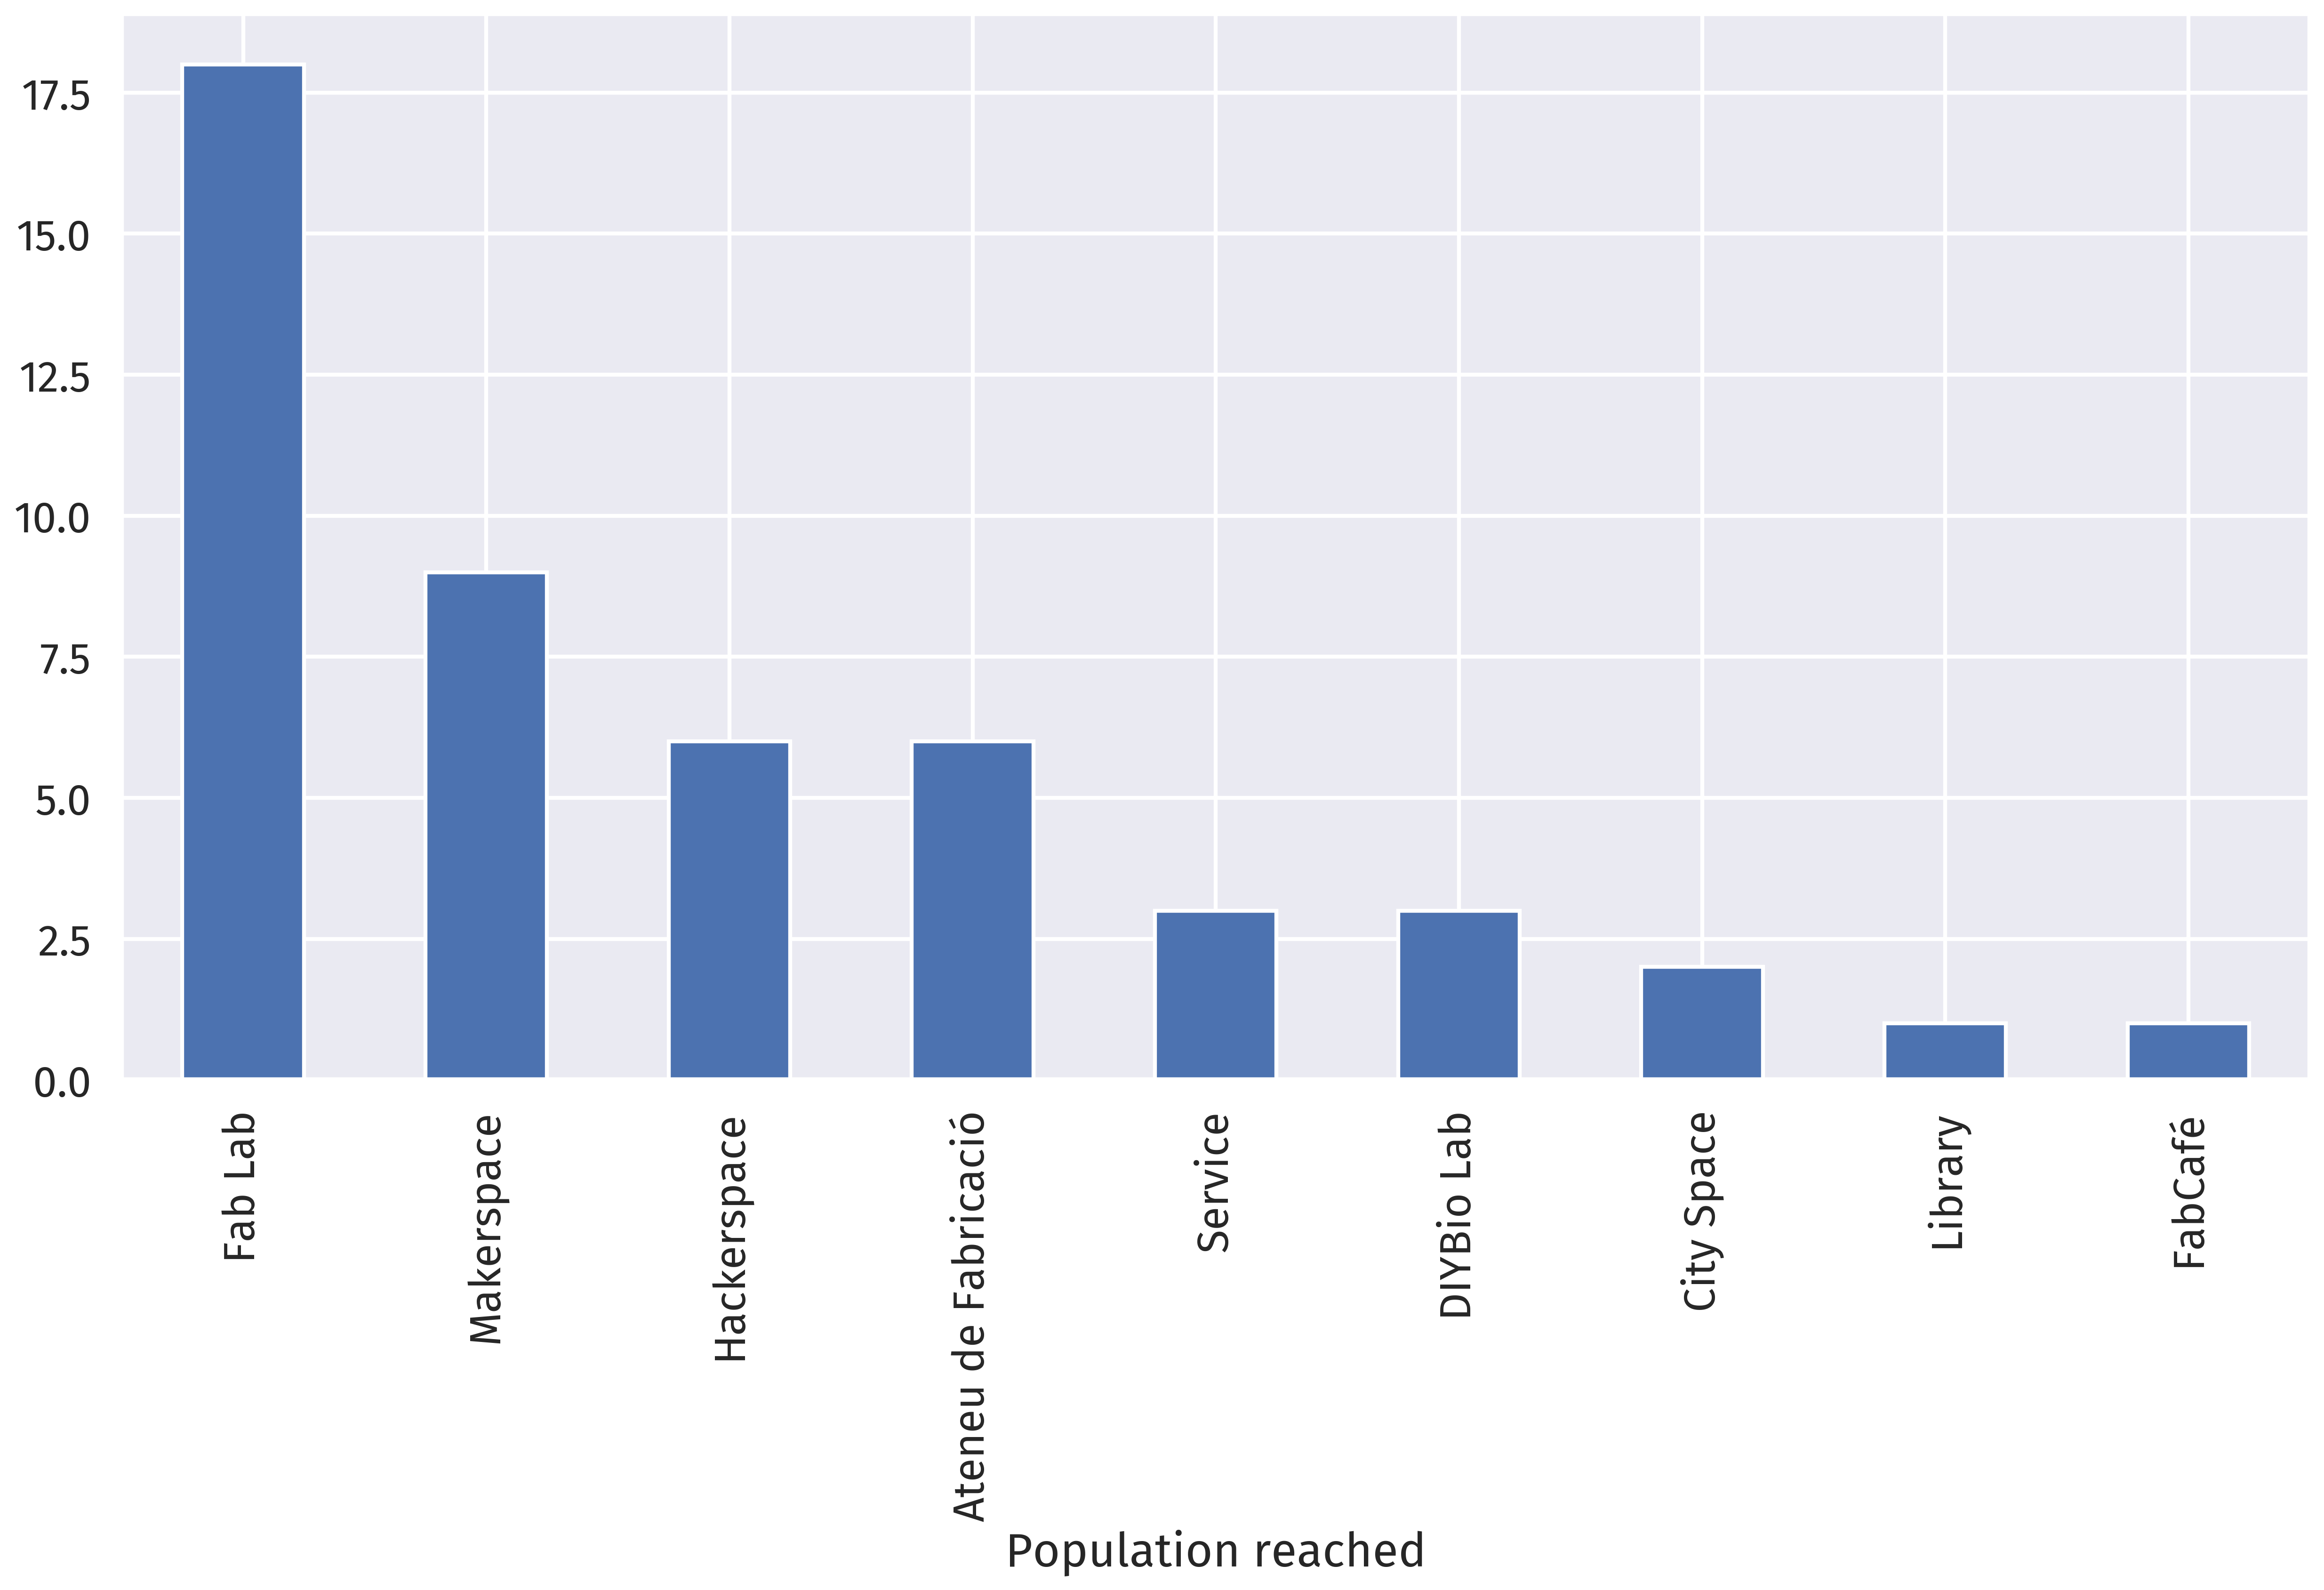 17.5
15.0
12.5
10.0
7.5
5.0
2.5
0.0
Fab Lab
Makerspace
Hackerspace
Ateneu de Fabricació
Service
DIYBio Lab
City Space
Library
FabCafé
Population reached